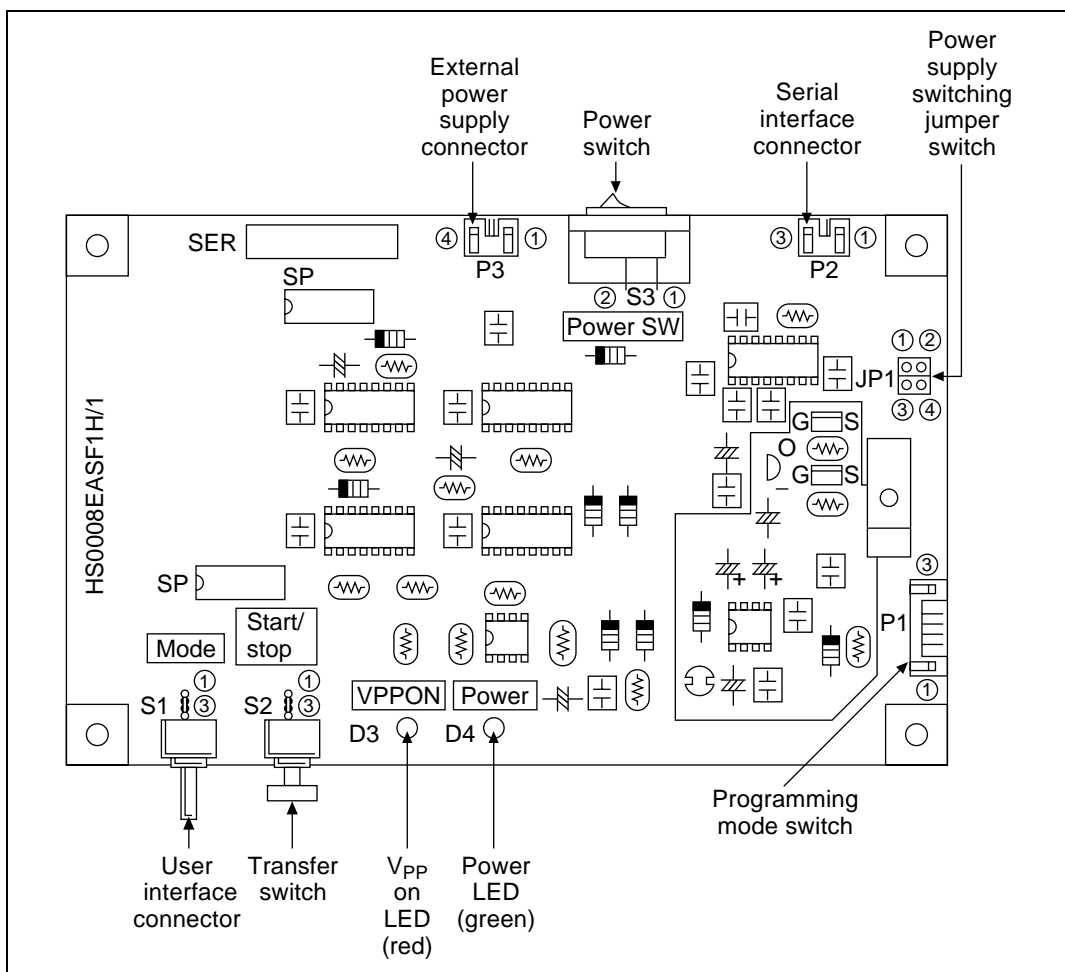 External
power
supply
connector
Power
switch
Serial
interface
connector
Power
supply
switching
jumper
switch
SER
④ ①
P3
③ ①
P2
SP
② S3 ①
Power SW
① ②
JP1
③ ④
G S
O
G S
I
HS0008EASF1H/1
SP
Mode
Start/
stop
③
P1
①
①
S1 ③
①
S2 ③
VPPON
Power
D3
D4
+ +
Programming
mode switch
User
interface
connector
Transfer
switch
VPP
on
LED
(red)
Power
LED
(green)